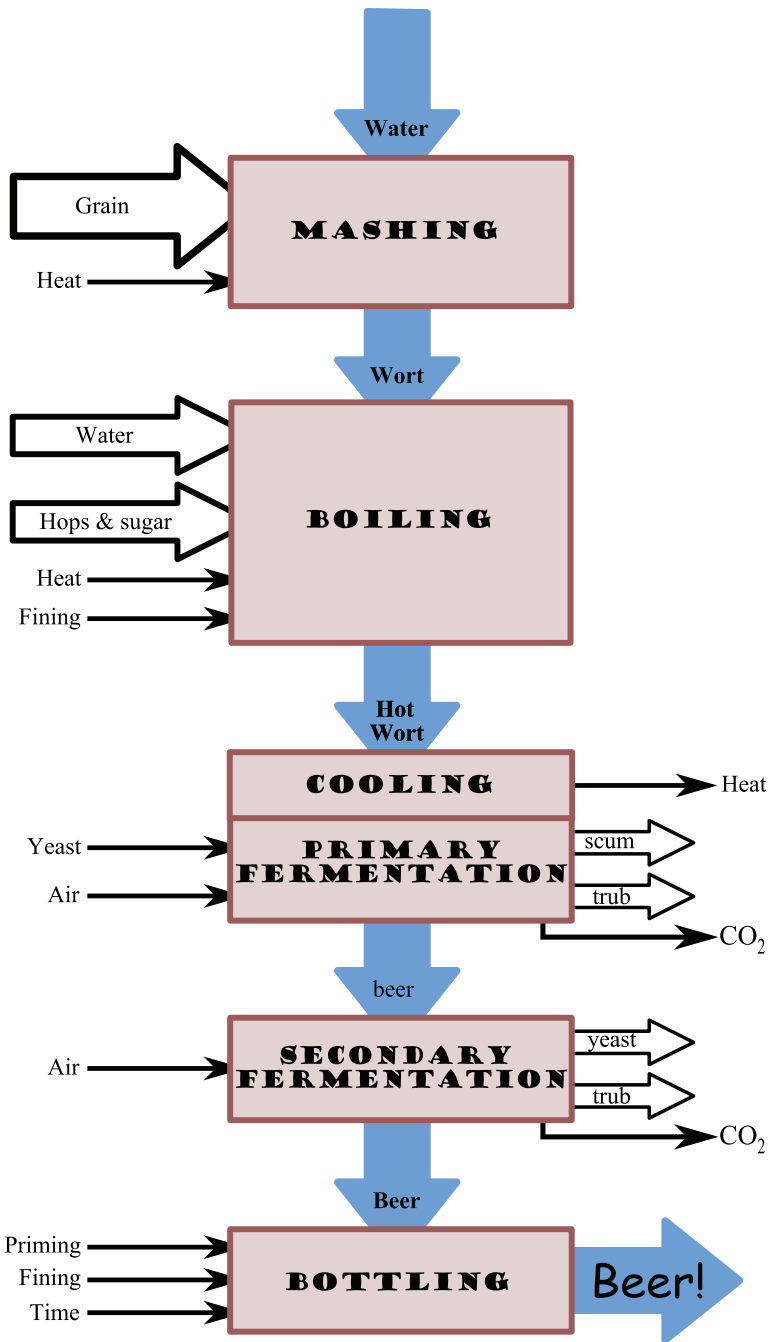 Water
Grain
MASHING
Heat
Wort
Water
Hops & sugar
BOILING
Heat
Fining
Hot
Wort
COOLING
Heat
Yeast
PRIMARY
FERMENTATION
scum
Air
trub
CO₂
beer
Air
SECONDARY
FERMENTATION
yeast
trub
CO₂
Beer
Priming
Fining
Time
BOTTLING
Beer!